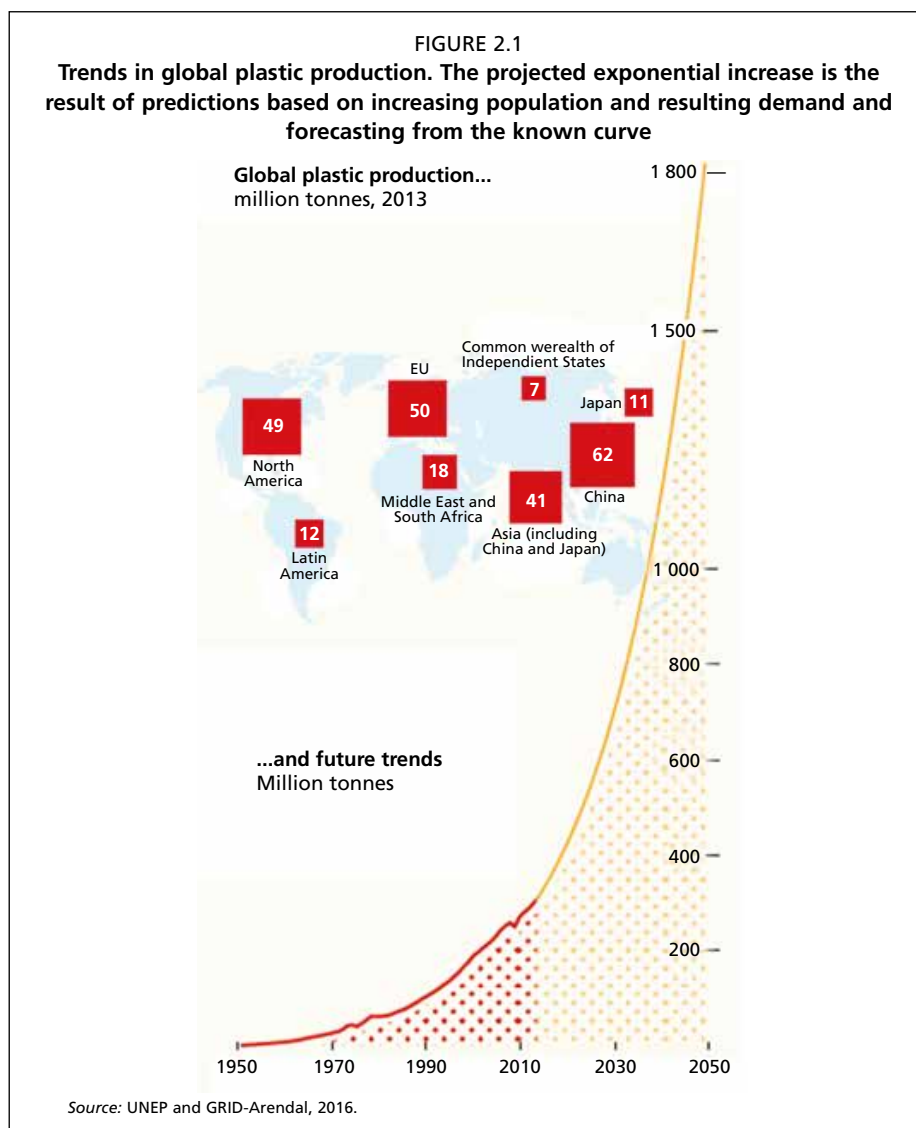 FIGURE 2.1
Trends in global plastic production. The projected exponential increase is the
result of predictions based on increasing population and resulting demand and
forecasting from the known curve
Global plastic production...
million tonnes, 2013
1 800
1 500
Common werealth of
Independient States
EU
7
Japan
11
50
49
62
North
America
18
China
Middle East and
South Africa
41
Asia (including
China and Japan)
12
Latin
America
1 000
800
...and future trends
Million tonnes
600
400
200
1950
1970
1990
2010
2030
2050
Source: UNEP and GRID-Arendal, 2016.